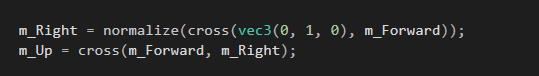 m_Right = normalize(cross(vec3(0, 1, 0), m_Forward));
m_Up = cross(m_Forward, m_Right);